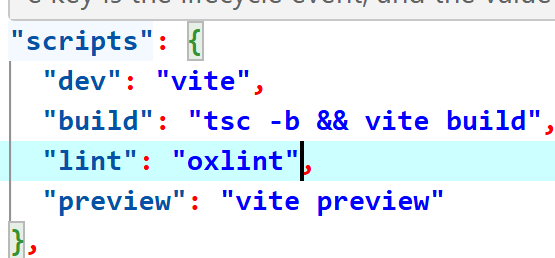 "scripts": {
"dev": "vite",
"build": "tsc -b && vite build",
"lint": "oxlint",
"preview": "vite preview"
},